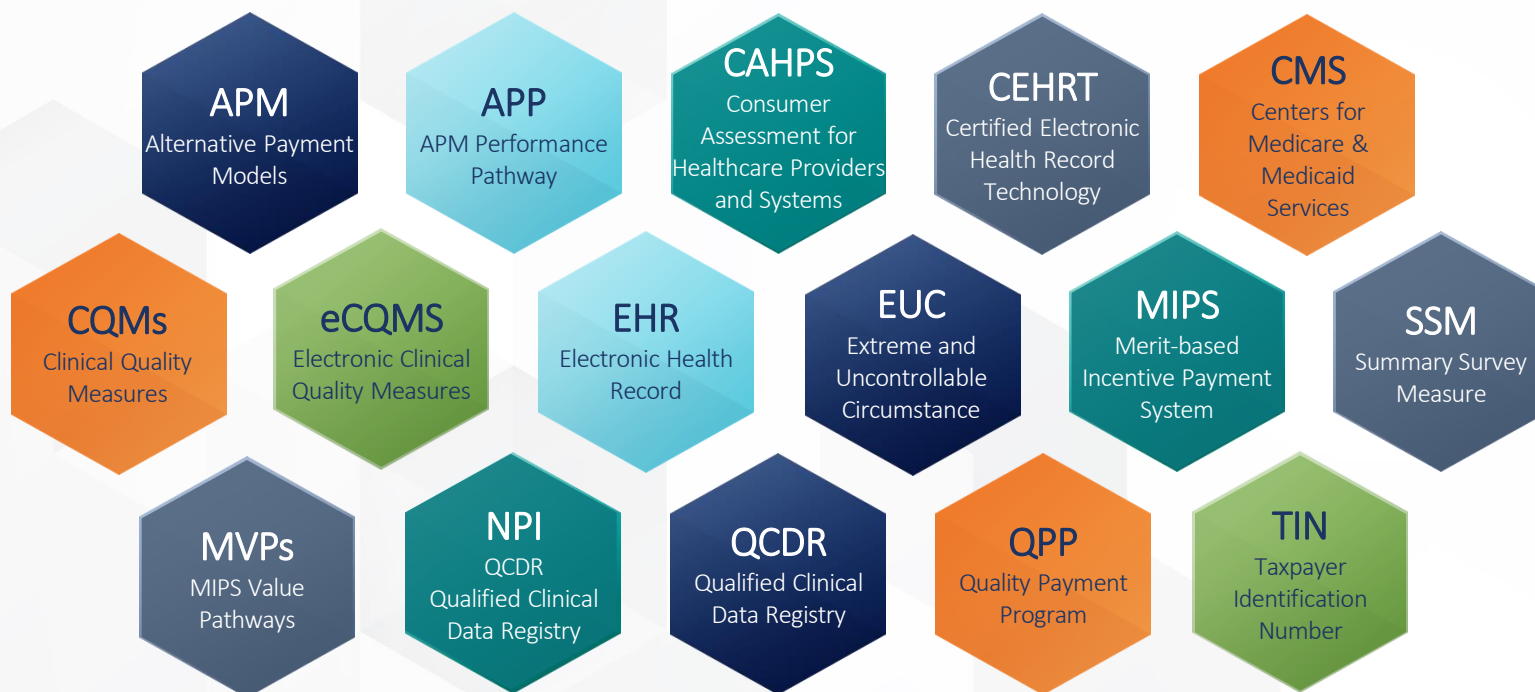 APM
Alternative Payment
Models
APP
APM Performance
Pathway
CAHPS
Consumer
Assessment for
Healthcare Providers
and Systems
CEHRT
Certified Electronic
Health Record
Technology
CMS
Centers for
Medicare &
Medicaid
Services
CQMs
Clinical Quality
Measures
eCQMS
Electronic Clinical
Quality Measures
EHR
Electronic Health
Record
EUC
Extreme and
Uncontrollable
Circumstance
MIPS
Merit-based
Incentive Payment
System
SSM
Summary Survey
Measure
MVPs
MIPS Value
Pathways
NPI
QCDR
Qualified Clinical
Data Registry
QCDR
Qualified Clinical
Data Registry
QPP
Quality Payment
Program
TIN
Taxpayer
Identification
Number